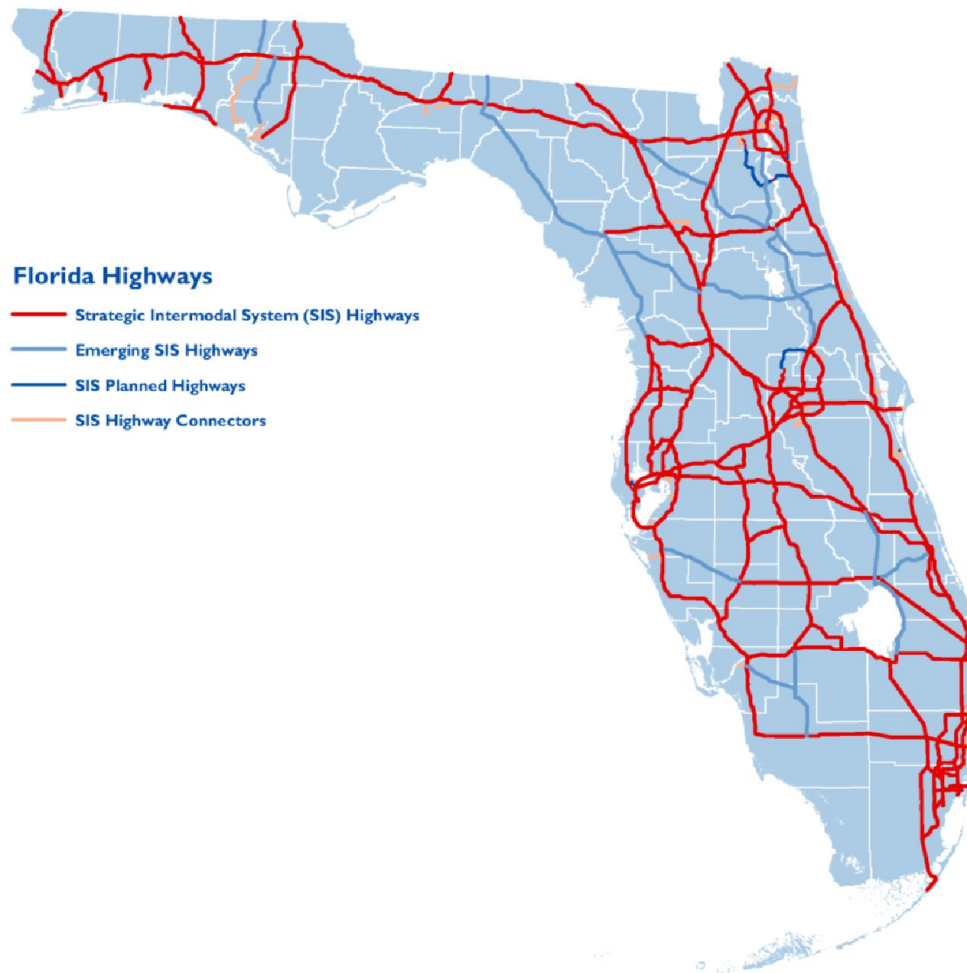 Florida Highways
Strategic Intermodal System (SIS) Highways
Emerging SIS Highways
SIS Planned Highways
SIS Highway Connectors